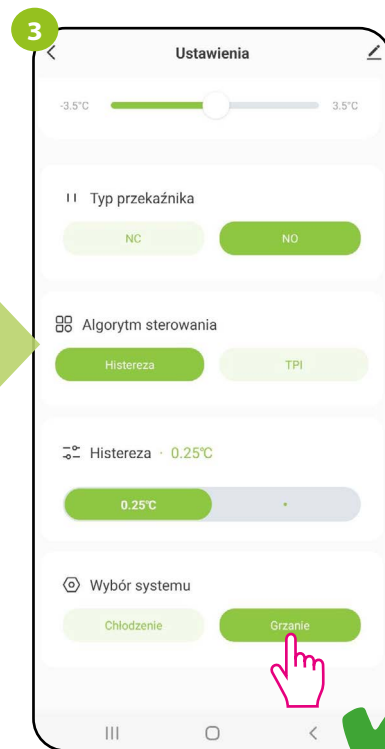 3
Ustawienia
-3.5°C 3.5°C
Typ przekaźnika
NC NO
Algorytm sterowania
Histereza TPI
Histereza · 0.25°C
0.25°C
Wybór systemu
Chłodzenie Grzanie